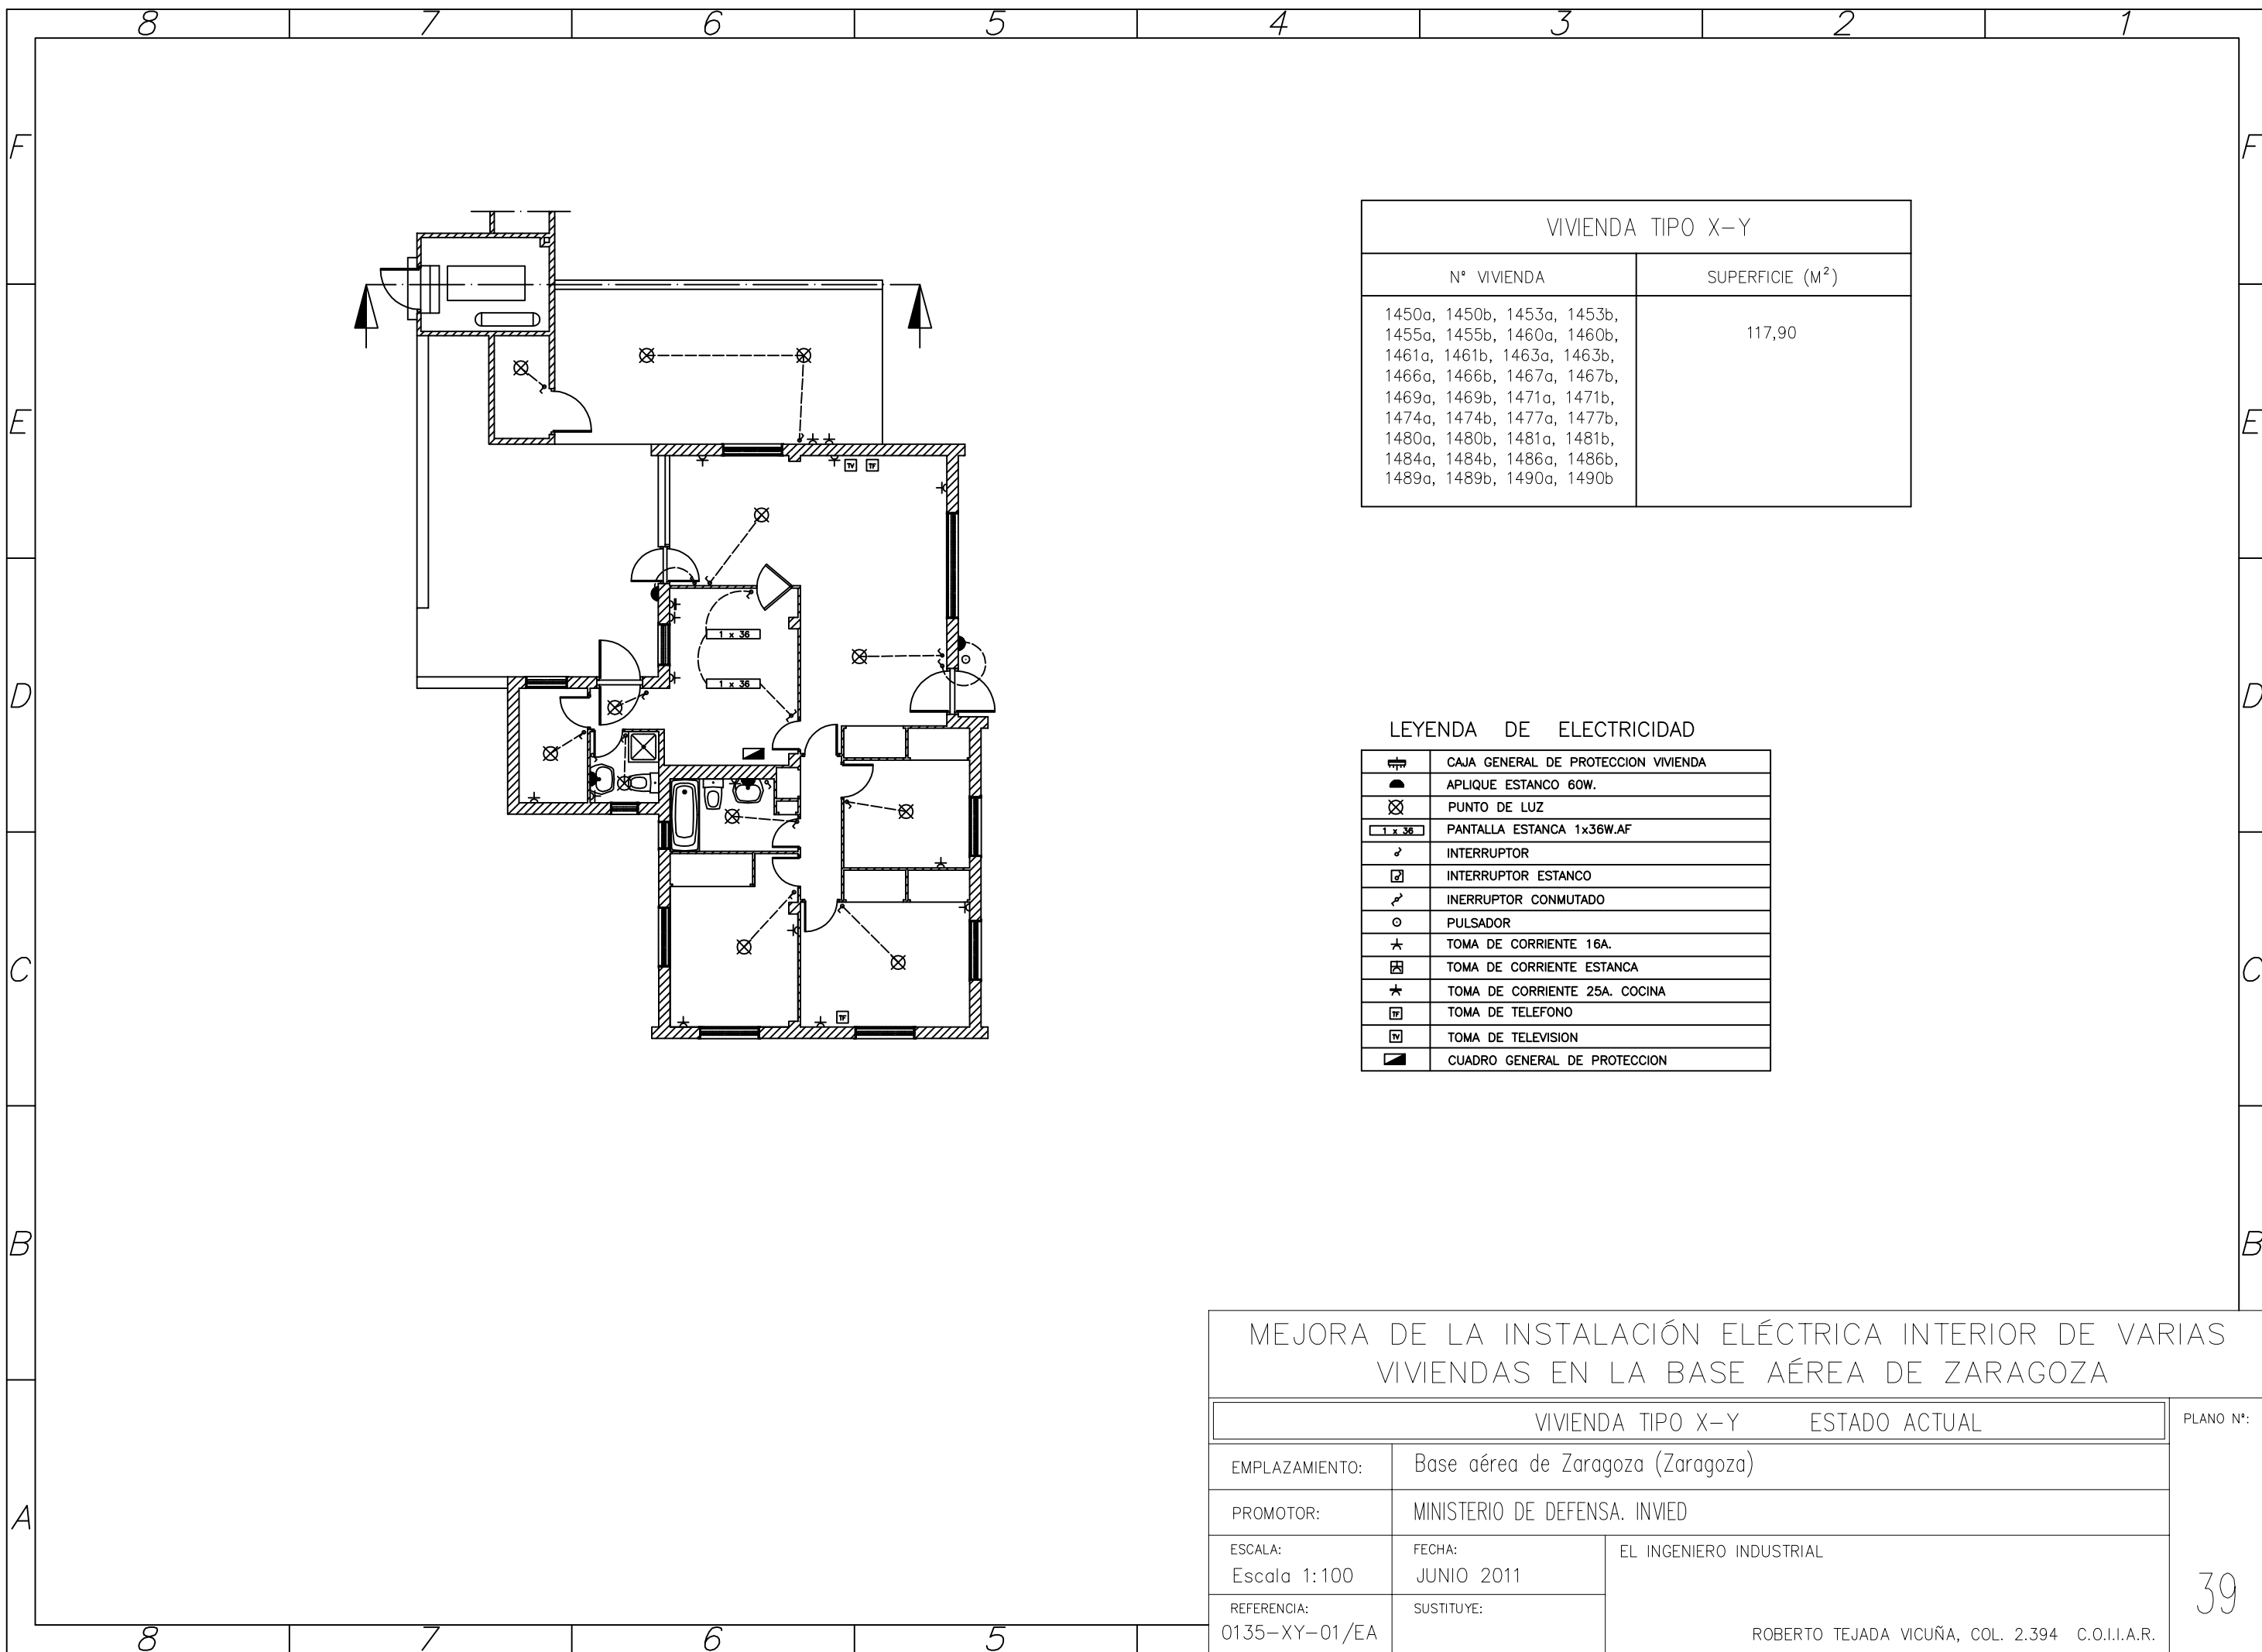 8 7 6 5 4 3 2 1
F F
E E
D D
C C
B B
A
VIVIENDA TIPO X-Y
Nº VIVIENDA SUPERFICIE (M²)
1450a, 1450b, 1453a, 1453b,
1455a, 1455b, 1460a, 1460b,
1461a, 1461b, 1463a, 1463b,
1466a, 1466b, 1467a, 1467b,
1469a, 1469b, 1471a, 1471b,
1474a, 1474b, 1477a, 1477b,
1480a, 1480b, 1481a, 1481b,
1484a, 1484b, 1486a, 1486b,
1489a, 1489b, 1490a, 1490b
117,90
TV TF
1 x 36
1 x 36
TF
LEYENDA DE ELECTRICIDAD
CAJA GENERAL DE PROTECCION VIVIENDA
APLIQUE ESTANCO 60W.
PUNTO DE LUZ
1 x 36 PANTALLA ESTANCA 1x36W.AF
INTERRUPTOR
INTERRUPTOR ESTANCO
INERRUPTOR CONMUTADO
PULSADOR
TOMA DE CORRIENTE 16A.
TOMA DE CORRIENTE ESTANCA
TOMA DE CORRIENTE 25A. COCINA
TF TOMA DE TELEFONO
TV TOMA DE TELEVISION
CUADRO GENERAL DE PROTECCION
MEJORA DE LA INSTALACIÓN ELÉCTRICA INTERIOR DE VARIAS
VIVIENDAS EN LA BASE AÉREA DE ZARAGOZA
VIVIENDA TIPO X-Y ESTADO ACTUAL
PLANO Nº:
EMPLAZAMIENTO: Base aérea de Zaragoza (Zaragoza)
PROMOTOR: MINISTERIO DE DEFENSA. INVIED
ESCALA: FECHA: EL INGENIERO INDUSTRIAL
Escala 1:100 JUNIO 2011
39
REFERENCIA: SUSTITUYE:
0135-XY-01/EA ROBERTO TEJADA VICUÑA, COL. 2.394 C.O.I.I.A.R.
8 7 6 5